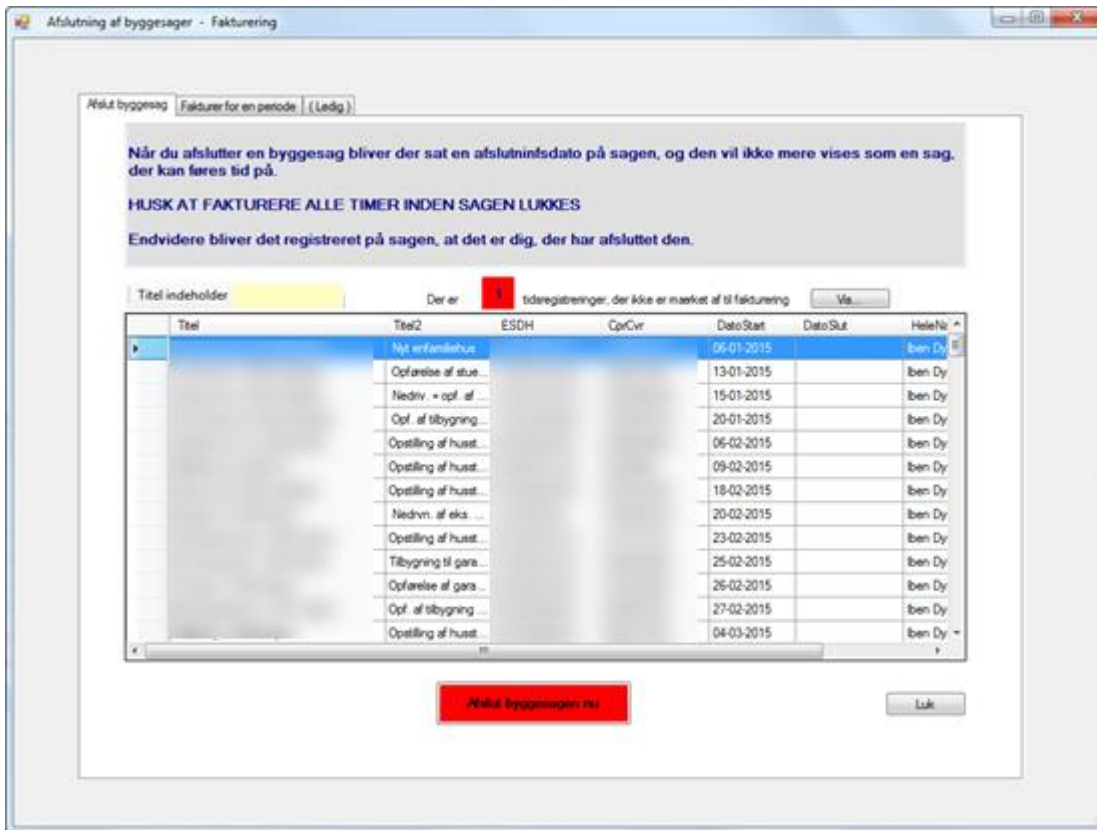 Afslutning af byggesager - Fakturering
Afslut byggesag Fakturer for en periode ( Ledig )
Når du afslutter en byggesag bliver der sat en afslutninfsdato på sagen, og den vil ikke mere vises som en sag,
der kan føres tid på.
HUSK AT FAKTURERE ALLE TIMER INDEN SAGEN LUKKES
Endvidere bliver det registreret på sagen, at det er dig, der har afsluttet den.
Titel indeholder Der er 1 tidsregistreringer, der ikke er mærket af til fakturering Vis...
Titel Titel2 ESDH CprCvr DatoStart DatoSlut HeleNa
Nyt enfamiliehus 06-01-2015 Iben Dy
Opførelse af stue... 13-01-2015 Iben Dy
Nedriv. + opf. af ... 15-01-2015 Iben Dy
Opf. af tilbygning... 20-01-2015 Iben Dy
Opstilling af husst... 06-02-2015 Iben Dy
Opstilling af husst... 09-02-2015 Iben Dy
Opstilling af husst... 18-02-2015 Iben Dy
Nedrvn. af eks. ... 20-02-2015 Iben Dy
Opstilling af husst... 23-02-2015 Iben Dy
Tilbygning til gara... 25-02-2015 Iben Dy
Opførelse af gara... 26-02-2015 Iben Dy
Opf. af tilbygning ... 27-02-2015 Iben Dy
Opstilling af husst... 04-03-2015 Iben Dy
Afslut byggesagen nu Luk